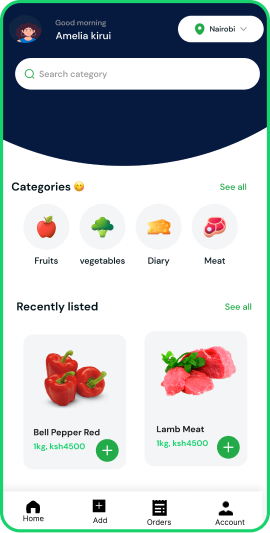 Good morning
Amelia kirui
Nairobi
Search category
Categories 😋
See all
Fruits
vegetables
Diary
Meat
Recently listed
See all
Bell Pepper Red
1kg, ksh4500
Lamb Meat
1kg, ksh4500
Home
Add
Orders
Account